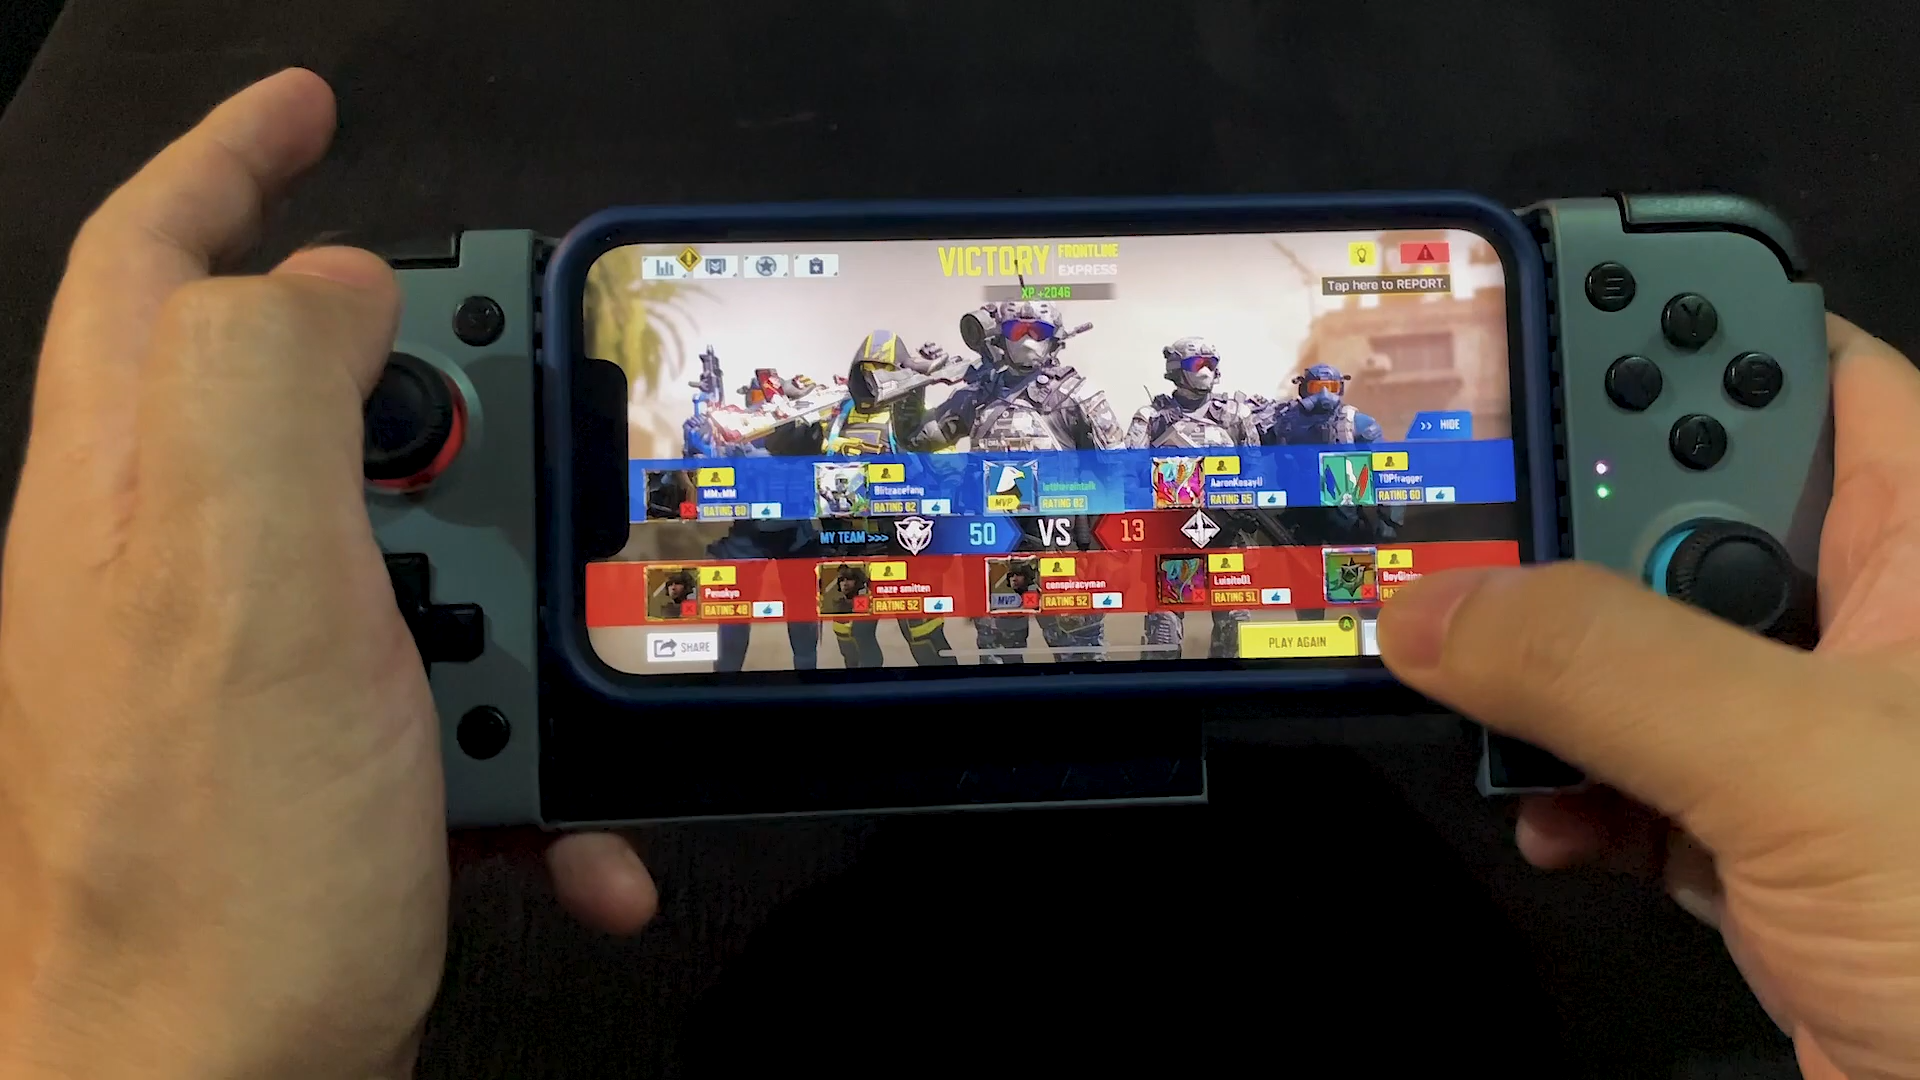 VICTORY
FRONTLINE
EXPRESS
XP +2046
Tap here to REPORT.
>> HIDE
MMxMM
RATING 60
Blitzacefang
RATING 62
MVP
RATING 82
AaronKosayU
RATING 65
TOPfragger
RATING 60
MY TEAM >>>
50
VS
13
Penokyo
RATING 48
maze smitten
RATING 52
MVP
conspiracyman
RATING 52
Luisito01
RATING 51
SHARE
PLAY AGAIN
A
Y
A